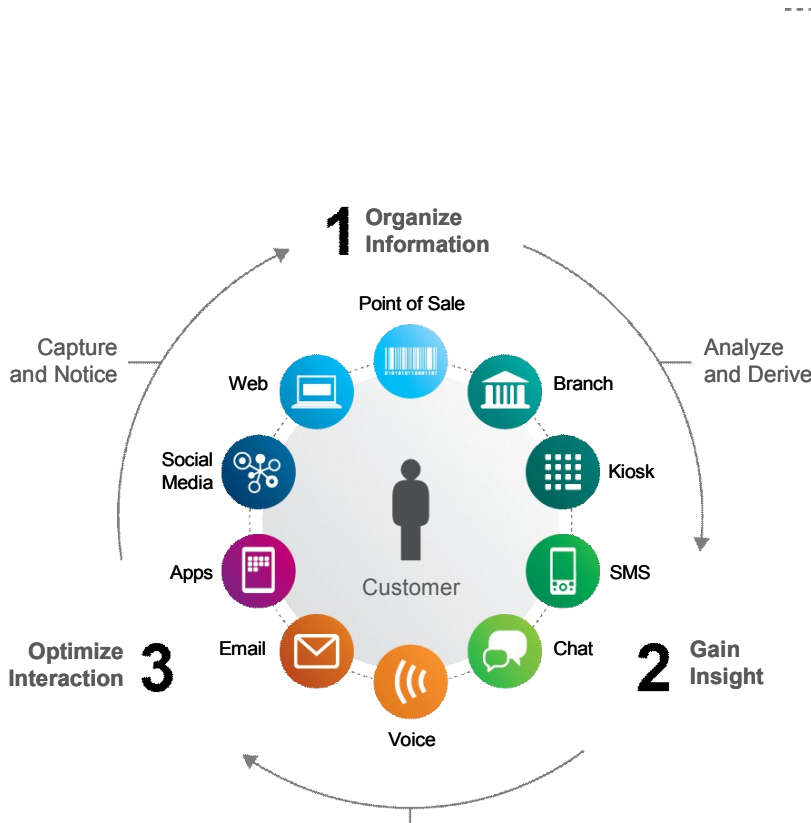 1 Organize
Information
Point of Sale
Capture
and Notice
Analyze
and Derive
Web
Branch
Social
Media
Kiosk
Customer
Apps
SMS
Email
Chat
Optimize
Interaction 3
2 Gain
Insight
Voice